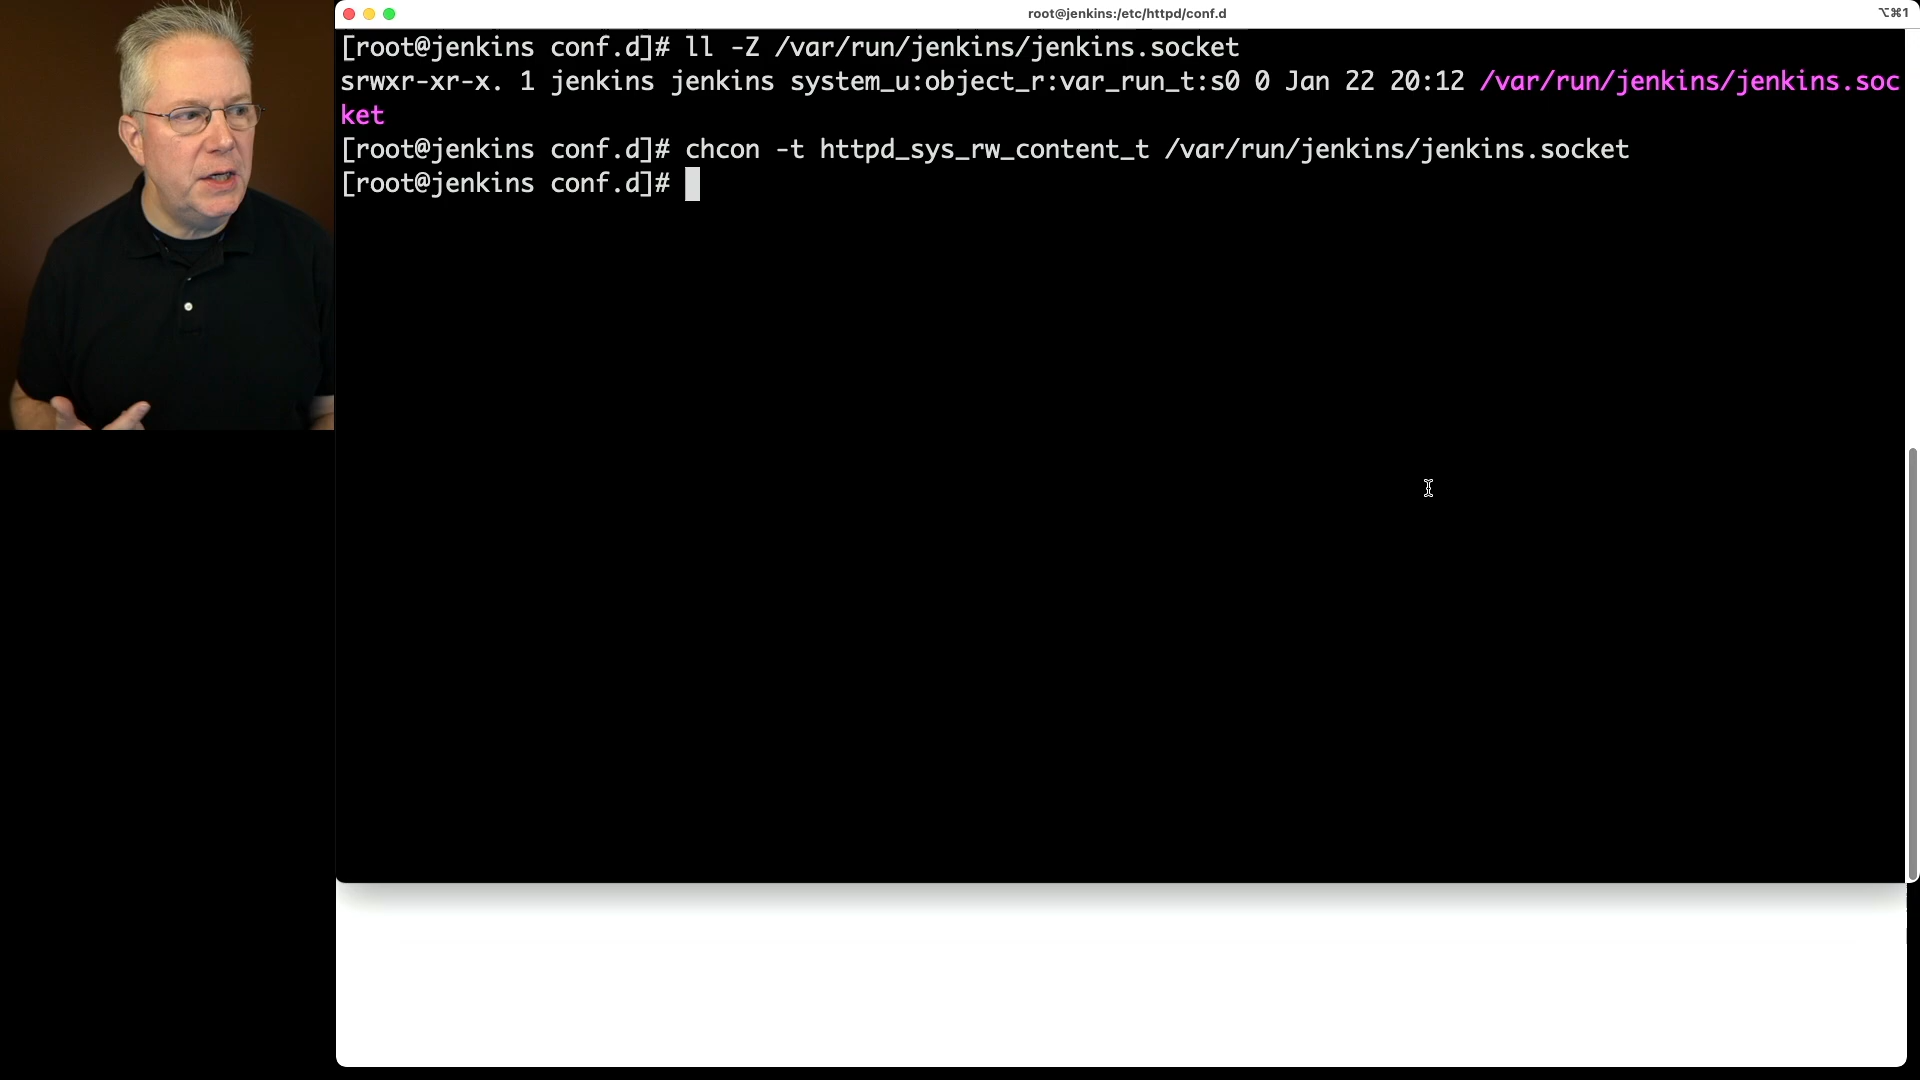 root@jenkins:/etc/httpd/conf.d
⌥⌘1
[root@jenkins conf.d]# ll -Z /var/run/jenkins/jenkins.socket
srwxr-xr-x. 1 jenkins jenkins system_u:object_r:var_run_t:s0 0 Jan 22 20:12 /var/run/jenkins/jenkins.soc
ket
[root@jenkins conf.d]# chcon -t httpd_sys_rw_content_t /var/run/jenkins/jenkins.socket
[root@jenkins conf.d]#